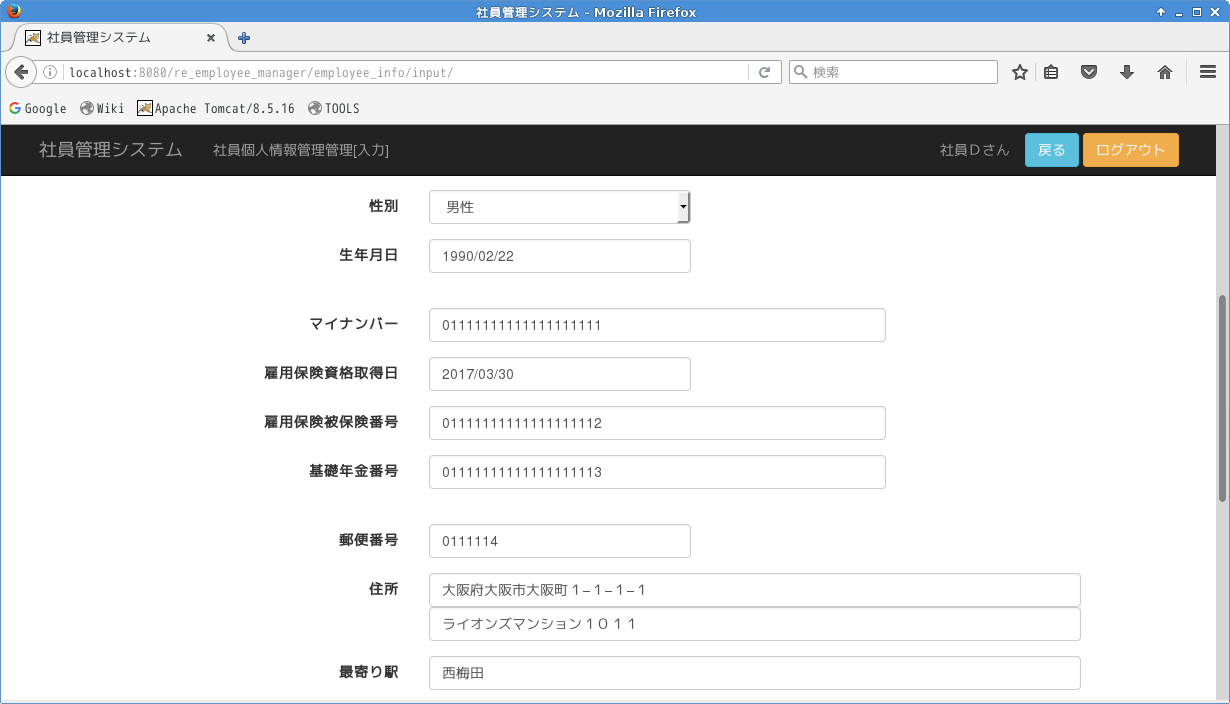 社員管理システム - Mozilla Firefox
社員管理システム
localhost:8080/re_employee_manager/employee_info/input/
検索
Google Wiki Apache Tomcat/8.5.16 TOOLS
社員管理システム 社員個人情報管理管理[入力] 社員Ｄさん 戻る ログアウト
性別 男性
生年月日 1990/02/22
マイナンバー 01111111111111111111
雇用保険資格取得日 2017/03/30
雇用保険被保険番号 01111111111111111112
基礎年金番号 01111111111111111113
郵便番号 0111114
住所 大阪府大阪市大阪町１−１−１−１
ライオンズマンション１０１１
最寄り駅 西梅田